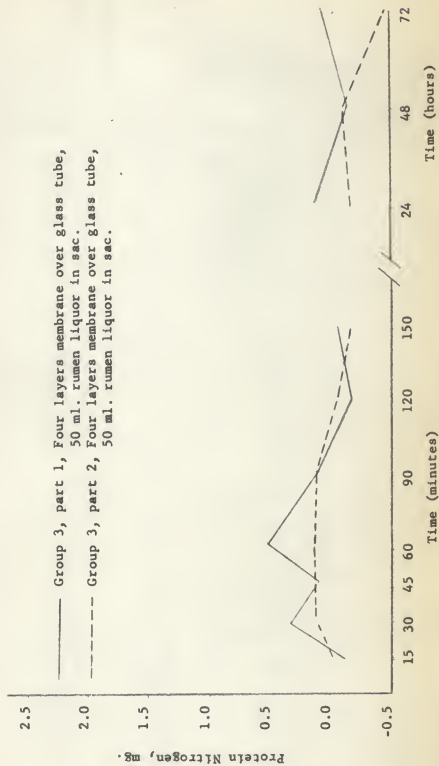 Group 3, part 1, Four layers membrane over glass tube,
50 ml. rumen liquor in sac.
Group 3, part 2, Four layers membrane over glass tube,
50 ml. rumen liquor in sac.
Protein Nitrogen, mg.
2.5
2.0
1.5
1.0
0.5
0.0
-0.5
15 30 45 60 90 120 150 24 48 72
Time (minutes) Time (hours)